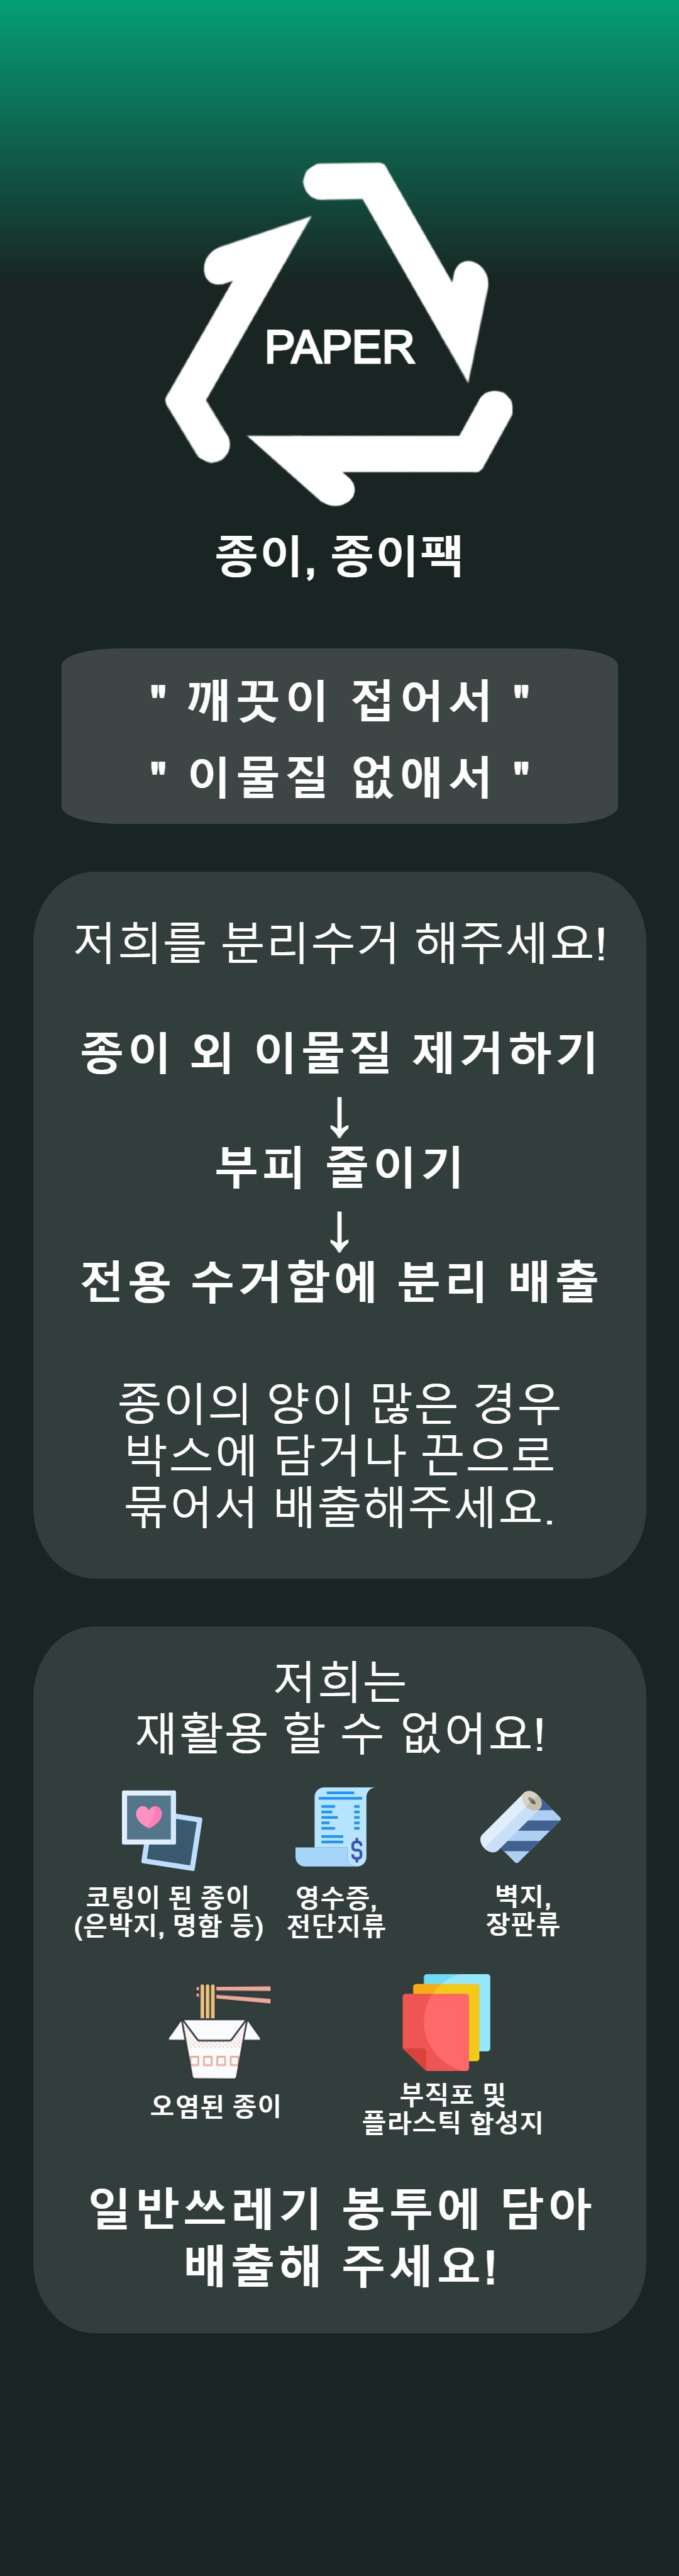 PAPER
종이, 종이팩
" 깨끗이 접어서 "
" 이물질 없애서 "
저희를 분리수거 해주세요!
종이 외 이물질 제거하기
↓
부피 줄이기
↓
전용 수거함에 분리 배출
종이의 양이 많은 경우
박스에 담거나 끈으로
묶어서 배출해주세요.
저희는
재활용 할 수 없어요!
$
코팅이 된 종이
(은박지, 명함 등)
영수증,
전단지류
벽지,
장판류
오염된 종이
부직포 및
플라스틱 합성지
일반쓰레기 봉투에 담아
배출해 주세요!